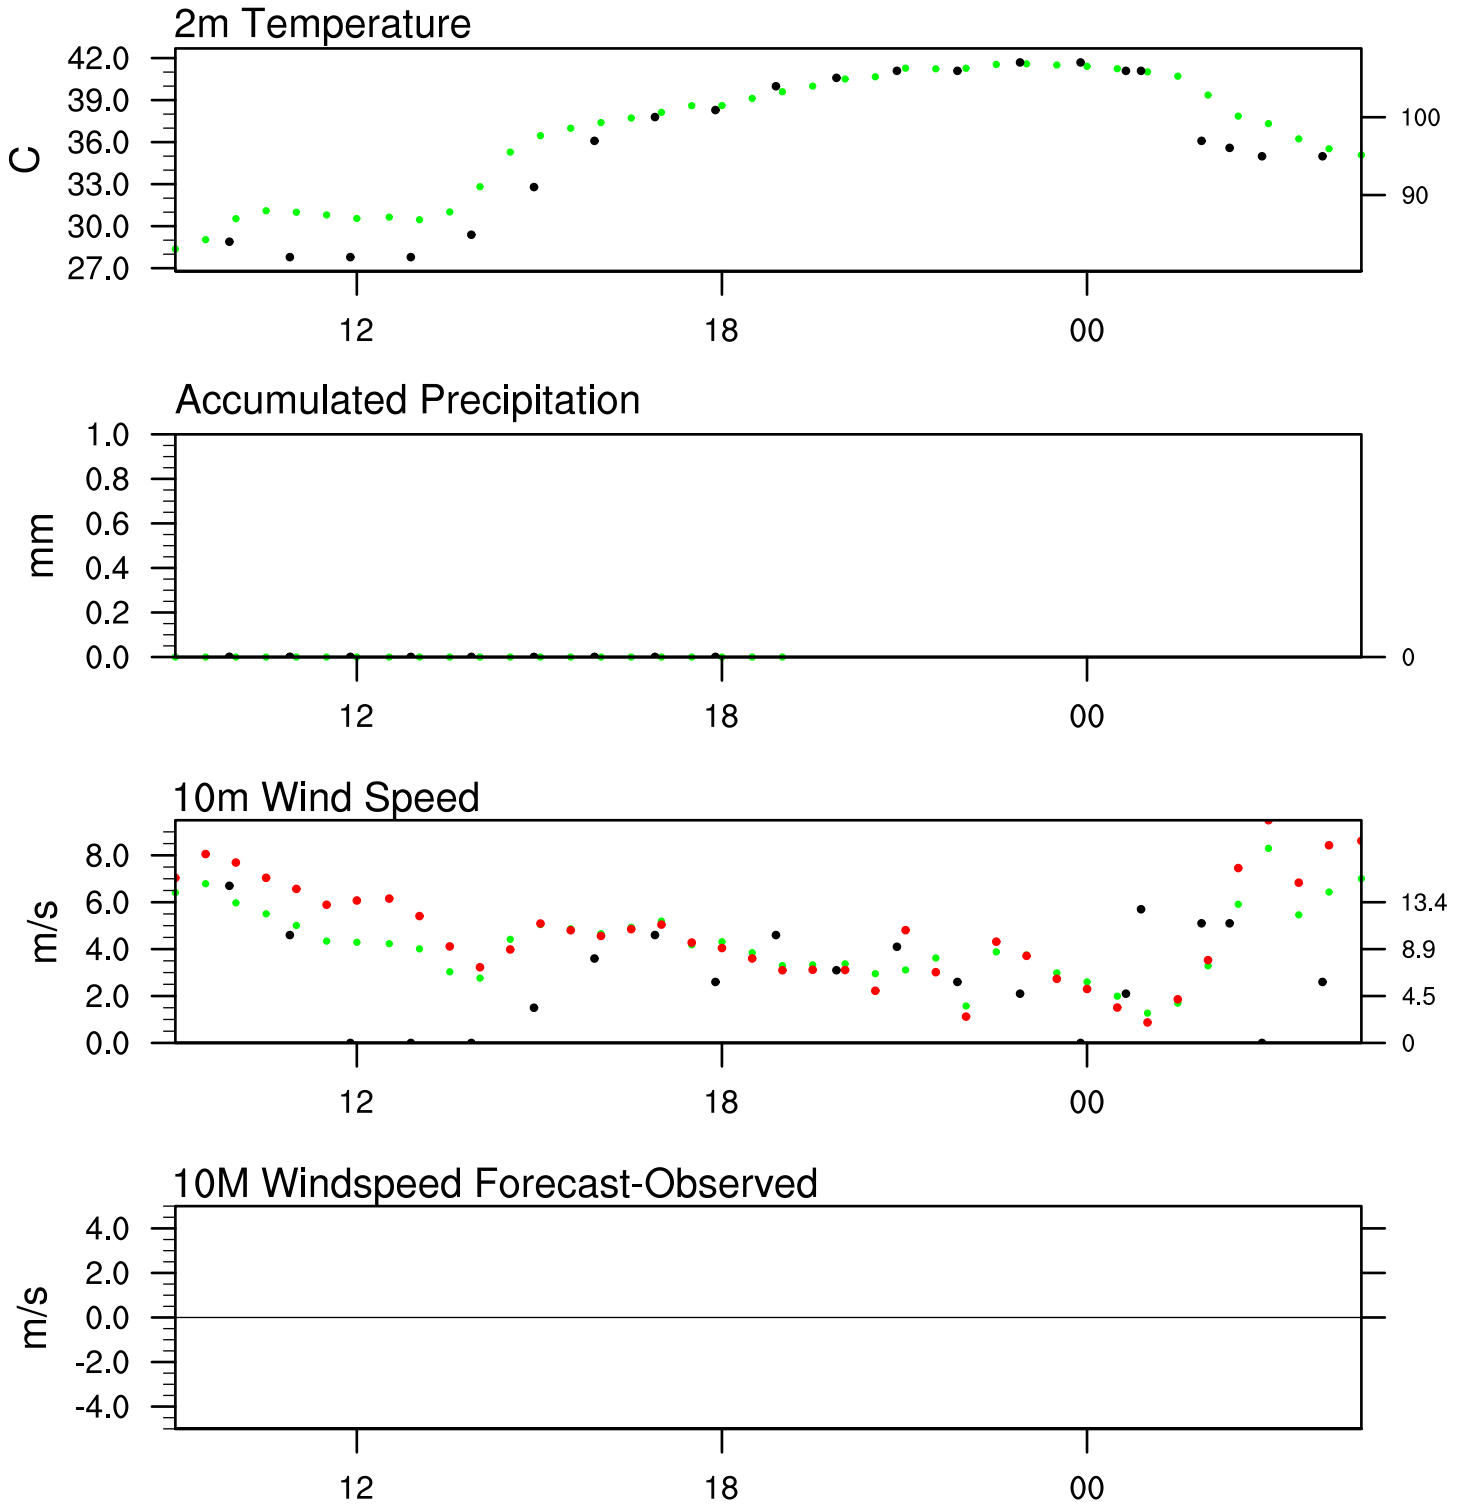 2m Temperature
42.0
39.0
36.0
33.0
30.0
27.0
C
100
90
12 18 00
Accumulated Precipitation
1.0
0.8
0.6
0.4
0.2
0.0
mm
0
12 18 00
10m Wind Speed
8.0
6.0
4.0
2.0
0.0
m/s
13.4
8.9
4.5
0
12 18 00
10M Windspeed Forecast-Observed
4.0
2.0
0.0
-2.0
-4.0
m/s
12 18 00